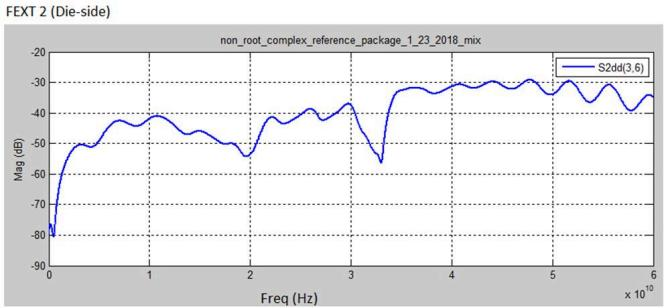 FEXT 2 (Die-side)
non_root_complex_reference_package_1_23_2018_mix
S2dd(3,6)
Mag (dB)
-20
-30
-40
-50
-60
-70
-80
-90
0 1 2 3 4 5 6
x 10^10
Freq (Hz)